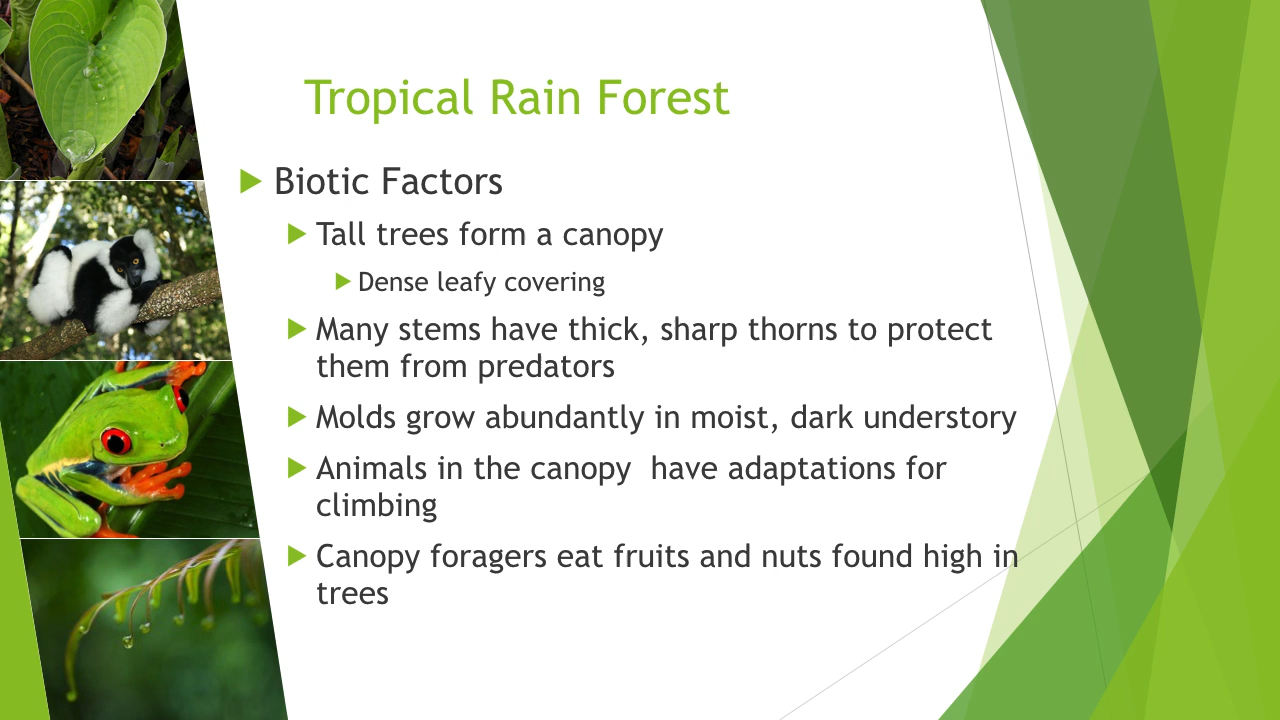 Tropical Rain Forest
Biotic Factors
Tall trees form a canopy
Dense leafy covering
Many stems have thick, sharp thorns to protect
them from predators
Molds grow abundantly in moist, dark understory
Animals in the canopy  have adaptations for
climbing
Canopy foragers eat fruits and nuts found high in
trees